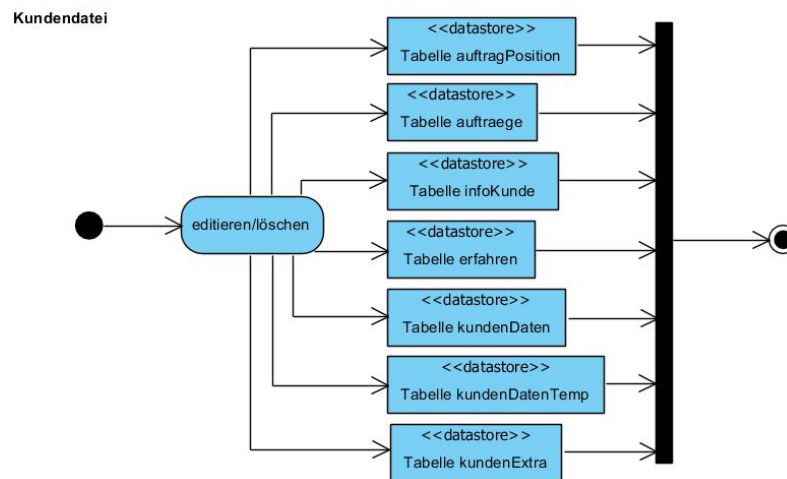 Kundendatei
<<datastore>>
Tabelle auftragPosition
<<datastore>>
Tabelle auftraege
<<datastore>>
Tabelle infoKunde
editieren/löschen
<<datastore>>
Tabelle erfahren
<<datastore>>
Tabelle kundenDaten
<<datastore>>
Tabelle kundenDatenTemp
<<datastore>>
Tabelle kundenExtra